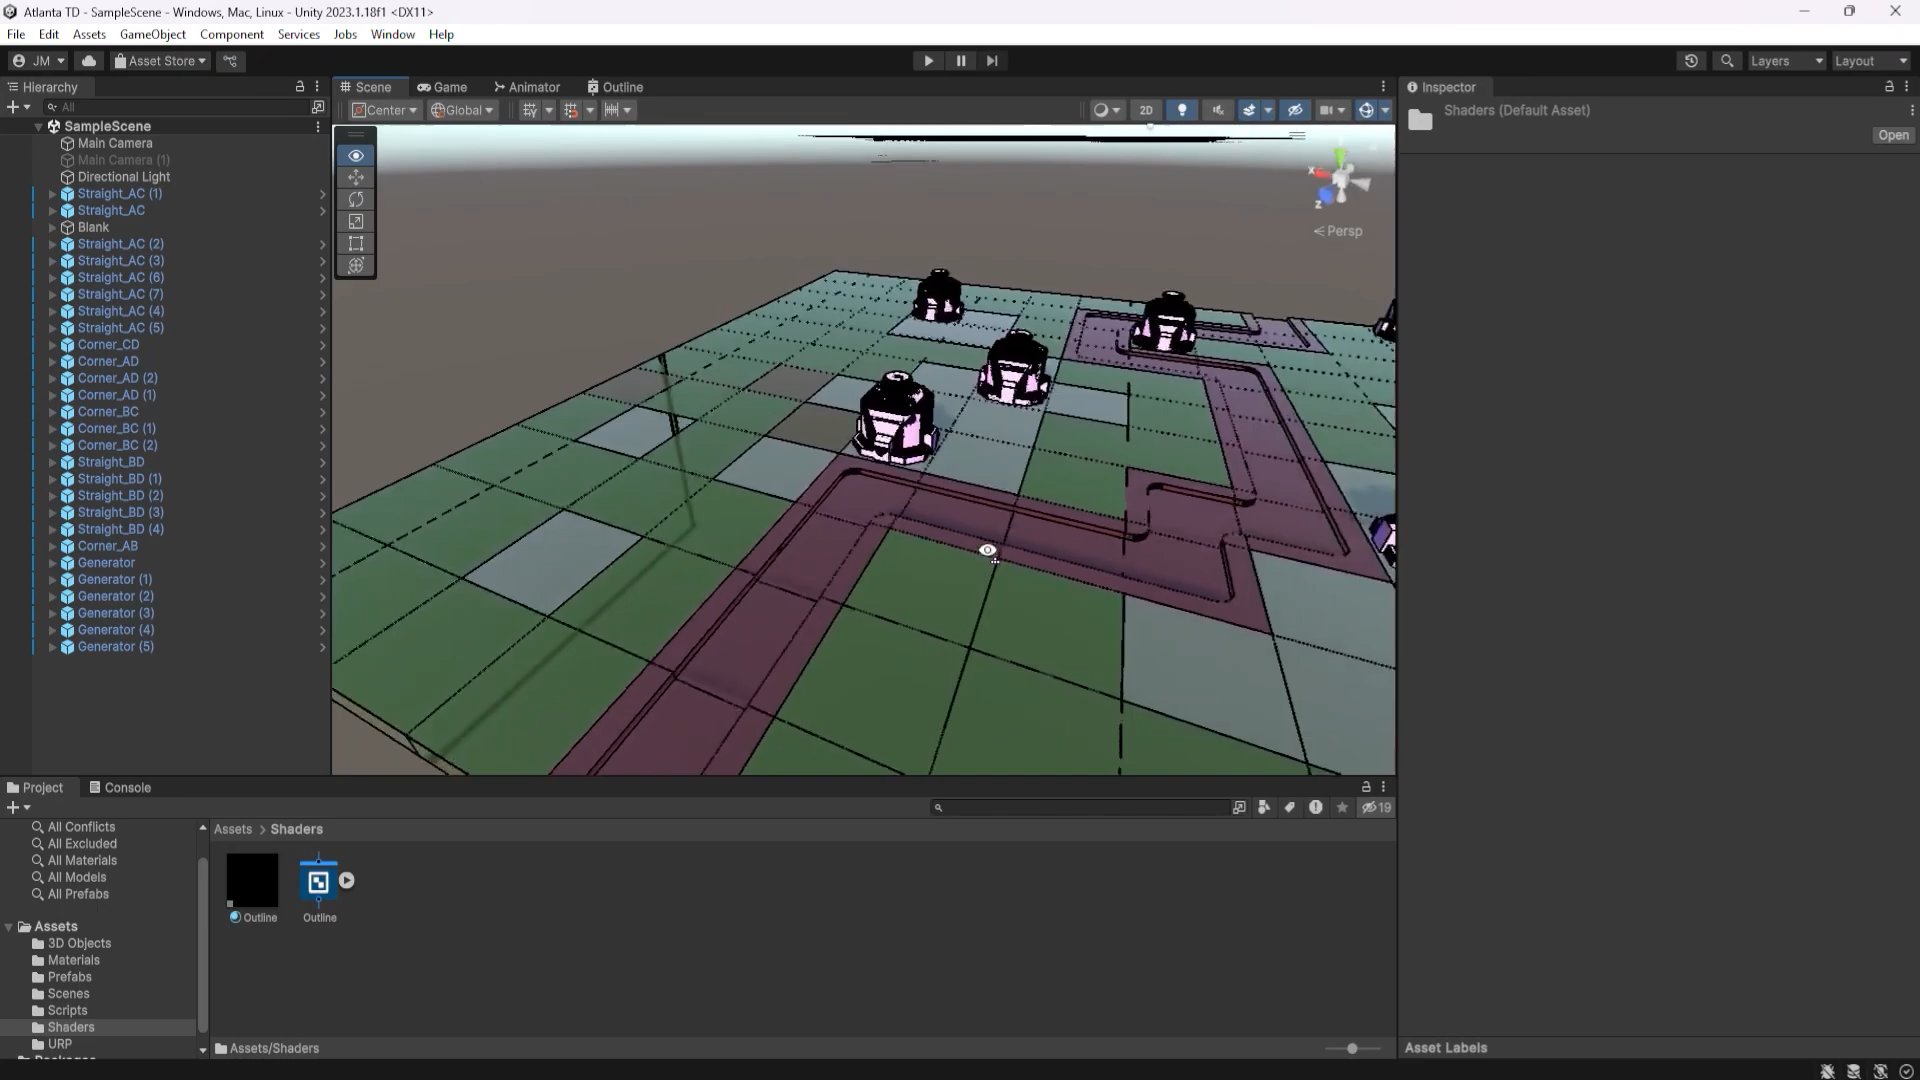 Atlanta TD - SampleScene - Windows, Mac, Linux - Unity 2023.1.18f1 <DX11>
File Edit Assets GameObject Component Services Jobs Window Help
JM Asset Store Layers Layout
Hierarchy
All
SampleScene
Main Camera
Main Camera (1)
Directional Light
Straight_AC (1)
Straight_AC
Blank
Straight_AC (2)
Straight_AC (3)
Straight_AC (6)
Straight_AC (7)
Straight_AC (4)
Straight_AC (5)
Corner_CD
Corner_AD
Corner_AD (2)
Corner_AD (1)
Corner_BC
Corner_BC (1)
Corner_BC (2)
Straight_BD
Straight_BD (1)
Straight_BD (2)
Straight_BD (3)
Straight_BD (4)
Corner_AB
Generator
Generator (1)
Generator (2)
Generator (3)
Generator (4)
Generator (5)
Scene Game Animator Outline
Center Global 2D
x
z
Persp
Inspector
Shaders (Default Asset)
Open
Project Console
19
All Conflicts
All Excluded
All Materials
All Models
All Prefabs
Assets
3D Objects
Materials
Prefabs
Scenes
Scripts
Shaders
URP
Assets > Shaders
Outline Outline
Assets/Shaders
Asset Labels